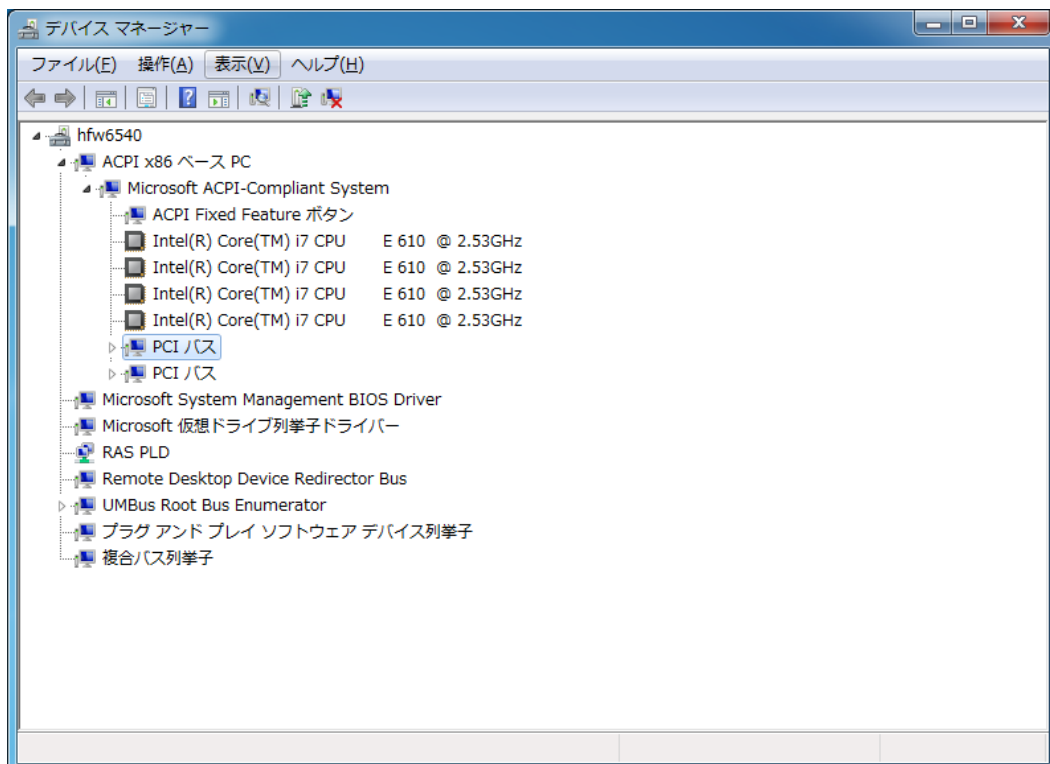 デバイス マネージャー
ファイル(F) 操作(A) 表示(V) ヘルプ(H)
hfw6540
ACPI x86 ベース PC
Microsoft ACPI-Compliant System
ACPI Fixed Feature ボタン
Intel(R) Core(TM) i7 CPU E 610 @ 2.53GHz
Intel(R) Core(TM) i7 CPU E 610 @ 2.53GHz
Intel(R) Core(TM) i7 CPU E 610 @ 2.53GHz
Intel(R) Core(TM) i7 CPU E 610 @ 2.53GHz
PCI バス
PCI バス
Microsoft System Management BIOS Driver
Microsoft 仮想ドライブ列挙子ドライバー
RAS PLD
Remote Desktop Device Redirector Bus
UMBus Root Bus Enumerator
プラグ アンド プレイ ソフトウェア デバイス列挙子
複合バス列挙子